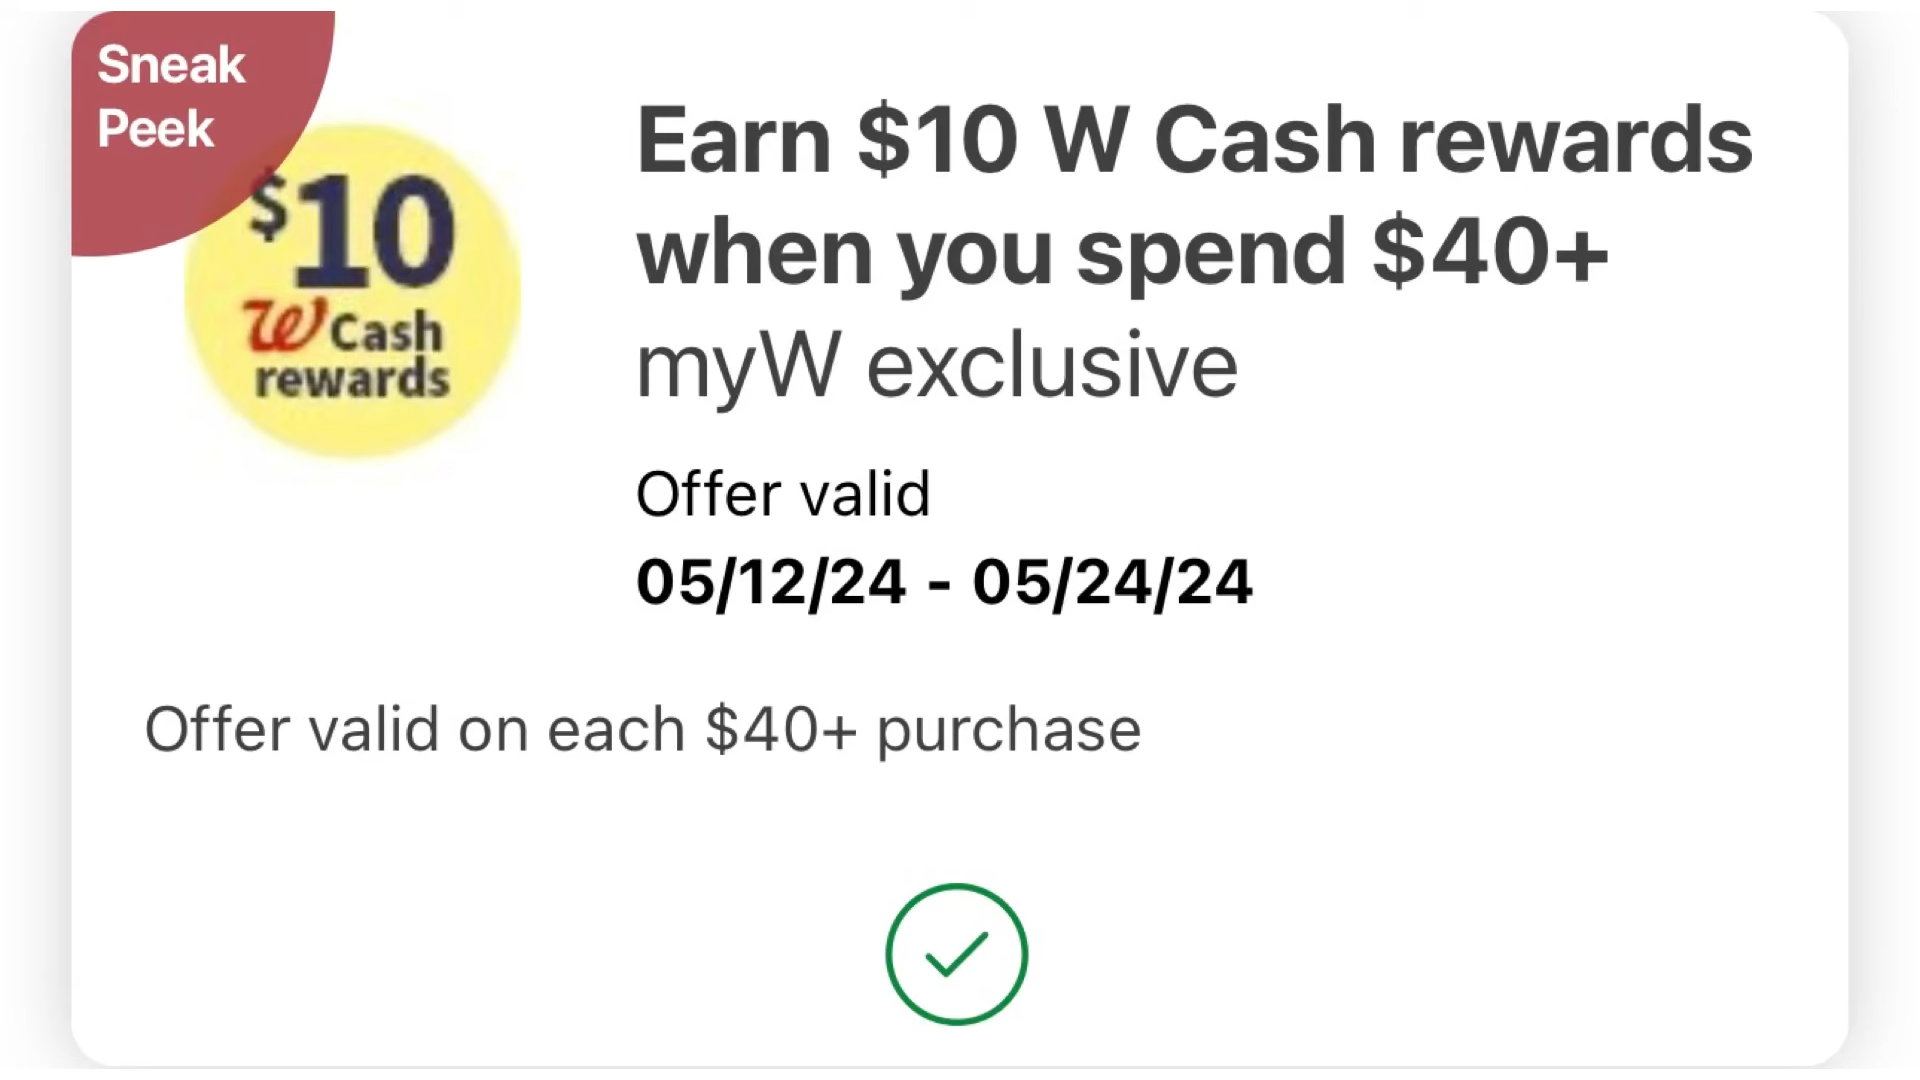 Sneak
Peek
$10
W Cash
rewards
Earn $10 W Cash rewards
when you spend $40+
myW exclusive
Offer valid
05/12/24 - 05/24/24
Offer valid on each $40+ purchase